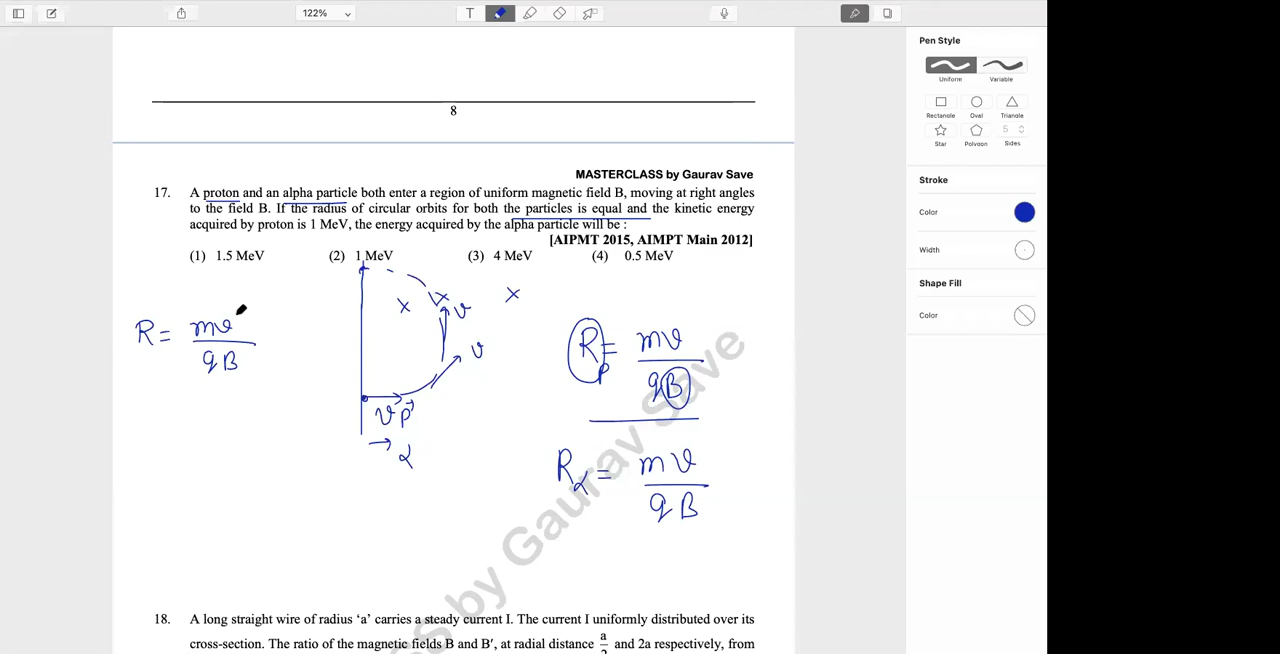 122%
T
Pen Style
Uniform
Variable
Rectangle
Oval
Triangle
Star
Polygon
5
Sides
Stroke
Color
Width
Shape Fill
Color
8
MASTERCLASS by Gaurav Save
17. A proton and an alpha particle both enter a region of uniform magnetic field B, moving at right angles
to the field B. If the radius of circular orbits for both the particles is equal and the kinetic energy
acquired by proton is 1 MeV, the energy acquired by the alpha particle will be :
[AIPMT 2015, AIMPT Main 2012]
(1) 1.5 MeV (2) 1 MeV (3) 4 MeV (4) 0.5 MeV
R = mv
qB
x x x
v
v
v P
α
R_p = mv
qB
R_α = mv
qB
by Gaurav Save
18. A long straight wire of radius ‘a’ carries a steady current I. The current I uniformly distributed over its
cross-section. The ratio of the magnetic fields B and B′, at radial distance a/2 and 2a respectively, from